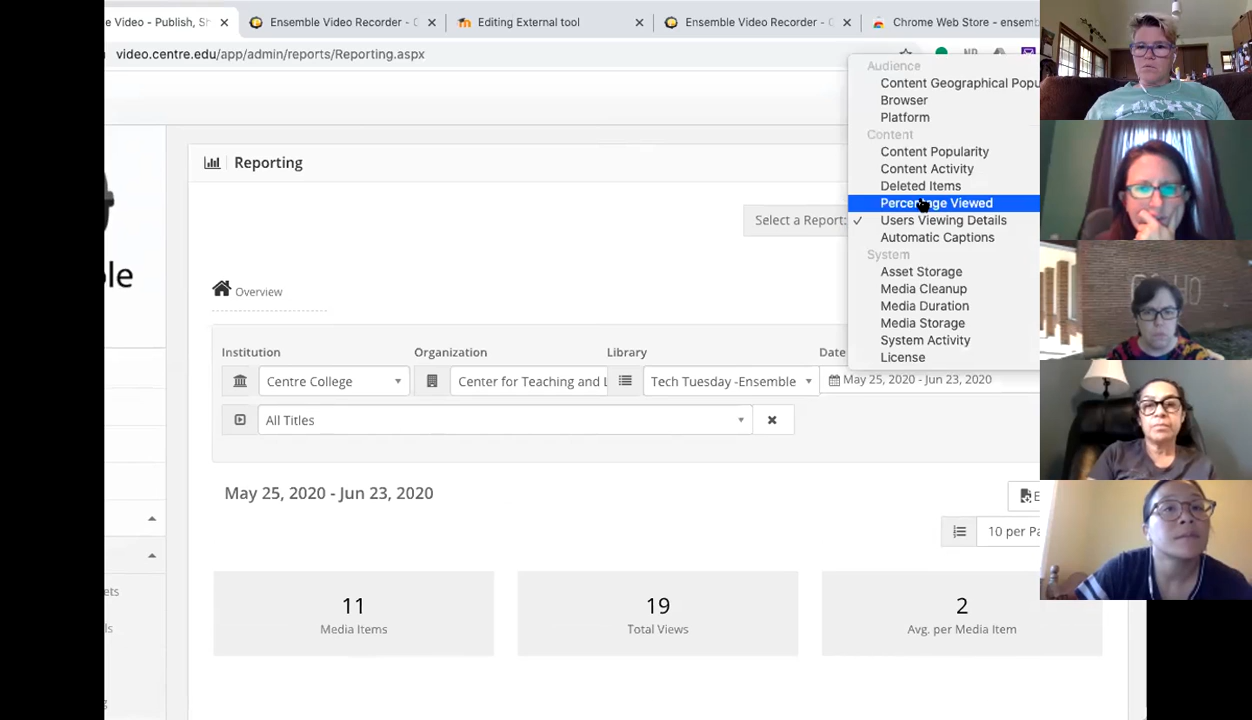 Video - Publish, S
Ensemble Video Recorder -
Editing External tool
Ensemble Video Recorder -
Chrome Web Store - ensem
video.centre.edu/app/admin/reports/Reporting.aspx
Reporting
Select a Report:
Audience
Content Geographical Popu
Browser
Platform
Content
Content Popularity
Content Activity
Deleted Items
Percentage Viewed
Users Viewing Details
Automatic Captions
System
Asset Storage
Media Cleanup
Media Duration
Media Storage
System Activity
License
le
Overview
Institution
Organization
Library
Date
Centre College
Center for Teaching and L
Tech Tuesday -Ensemble
May 25, 2020 - Jun 23, 2020
All Titles
May 25, 2020 - Jun 23, 2020
E
10 per Pa
ets
ls
11
Media Items
19
Total Views
2
Avg. per Media Item